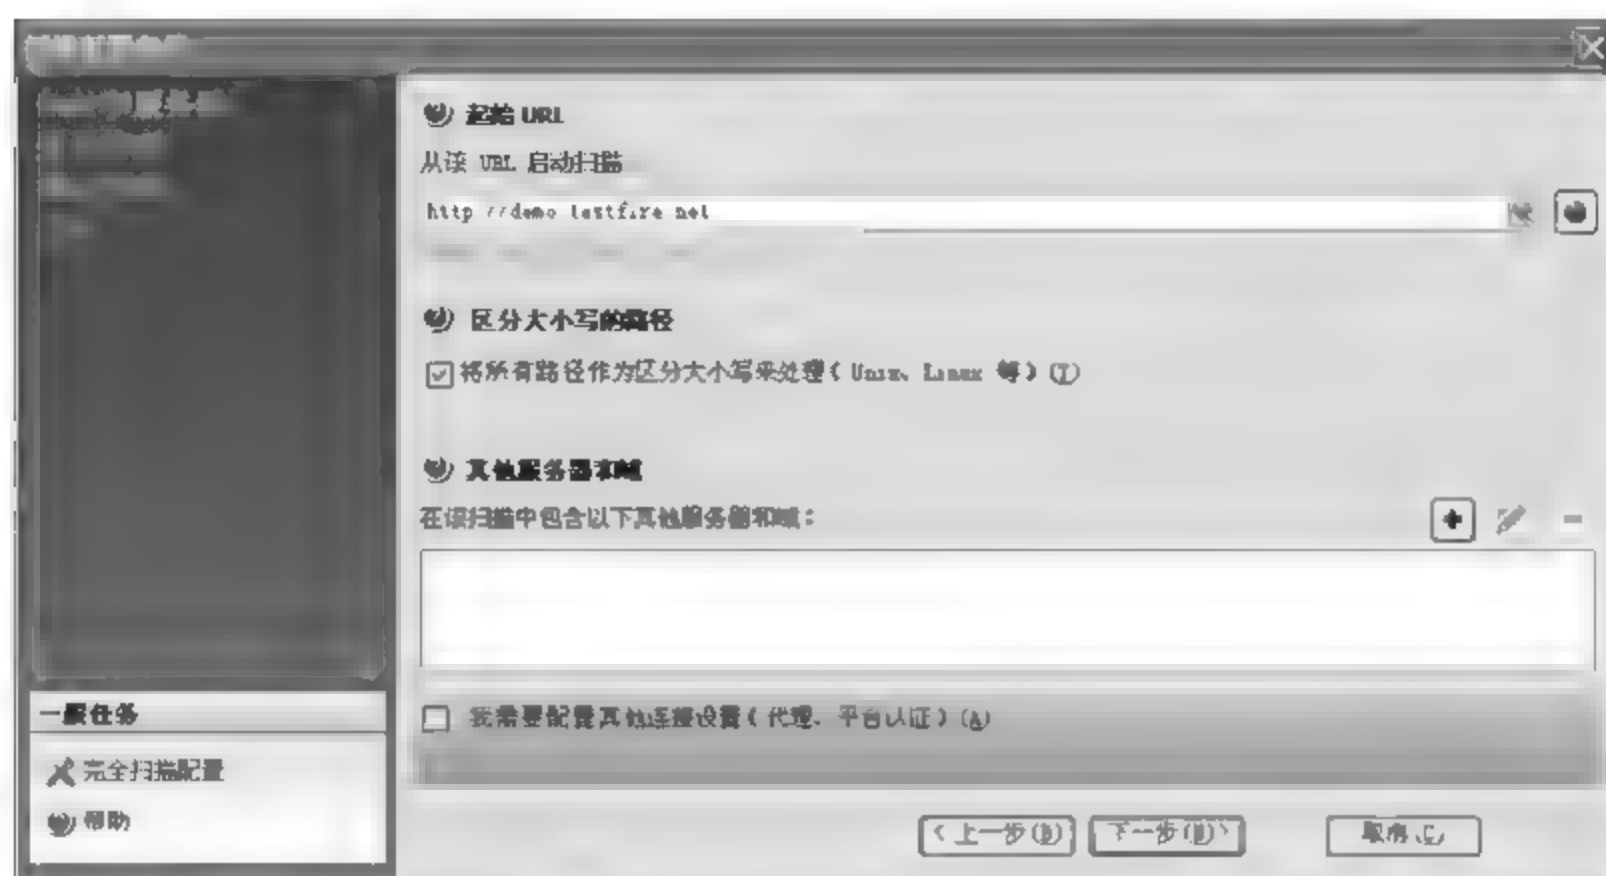 起始 URL
从该 URL 启动扫描
http://demo.testfire.net
区分大小写的路径
将所有路径作为区分大小写来处理(Unix、Linux 等)(T)
其他服务器和域
在该扫描中包含以下其他服务器和域:
一般任务
我需要配置其他连接设置(代理、平台认证)(A)
完全扫描配置
帮助
<上一步(B)
下一步(N)>
取消(C)